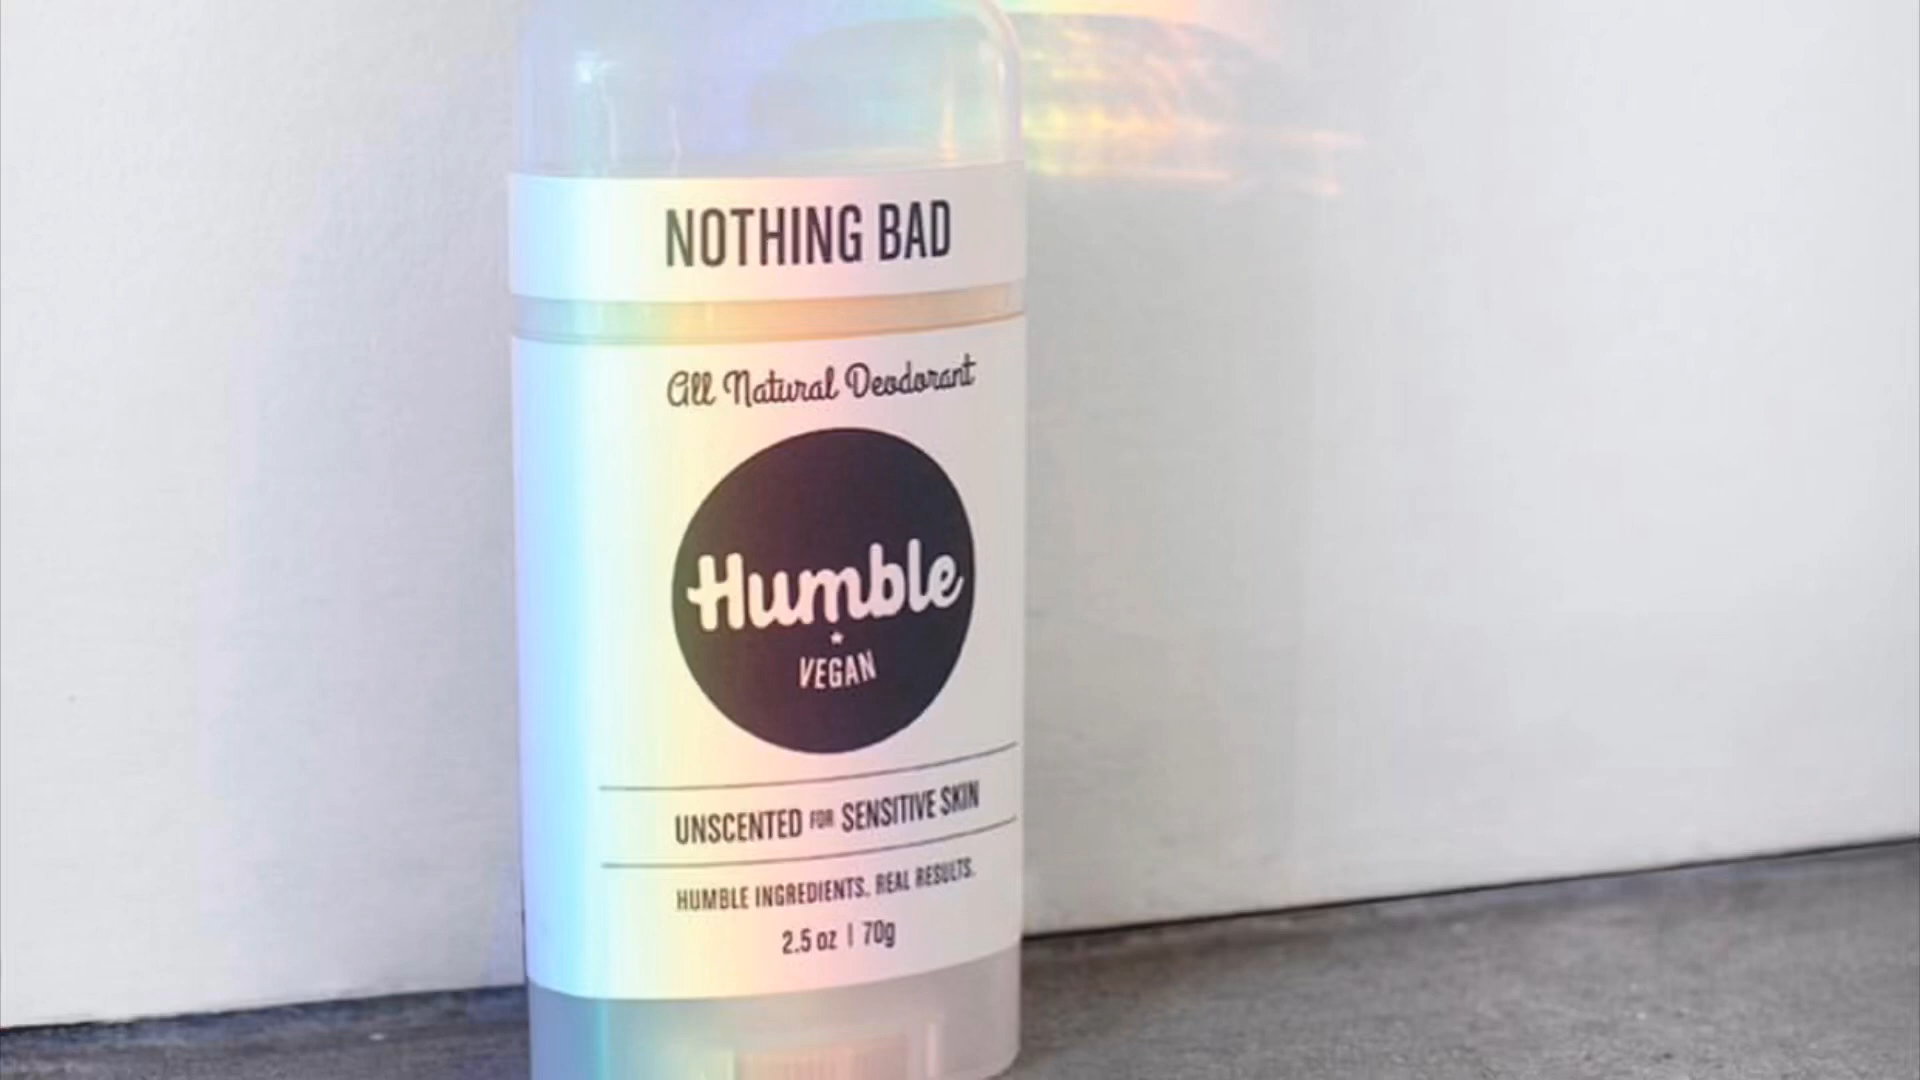 NOTHING BAD
All Natural Deodorant
Humble
VEGAN
UNSCENTED FOR SENSITIVE SKIN
HUMBLE INGREDIENTS. REAL RESULTS.
2.5 oz | 70g